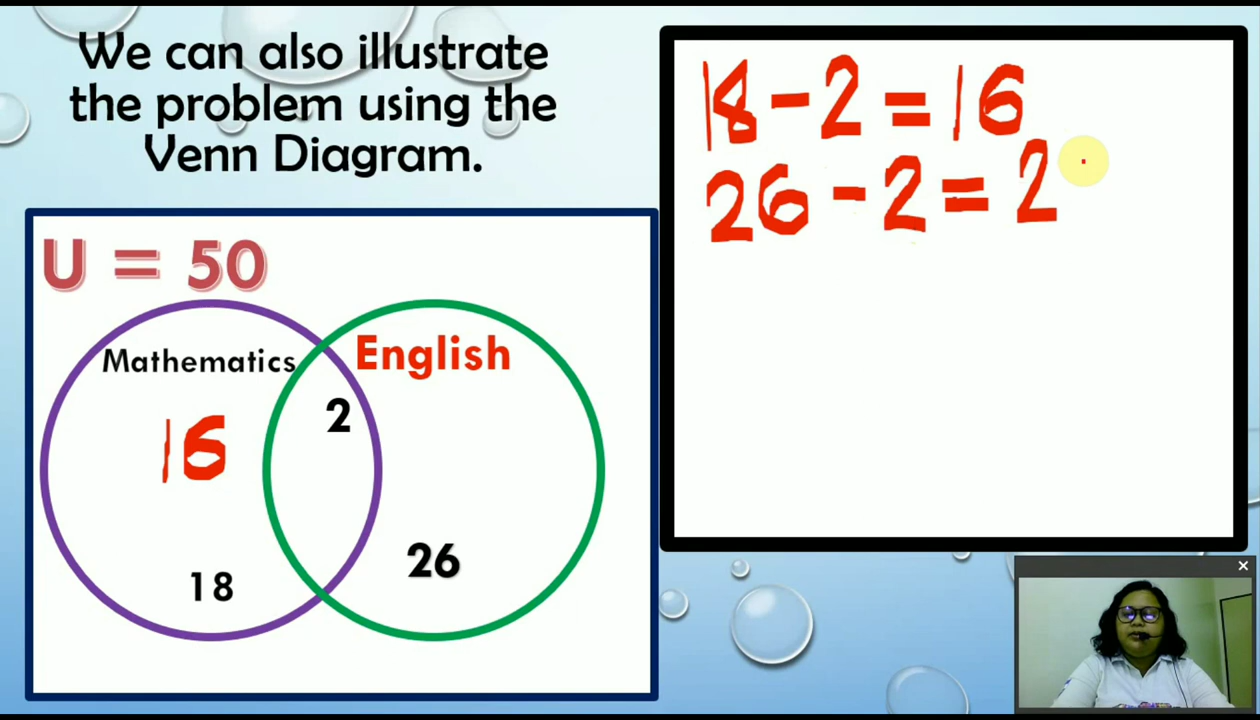 We can also illustrate
the problem using the
Venn Diagram.
18-2=16
26-2=2
U = 50
Mathematics
English
2
16
26
18